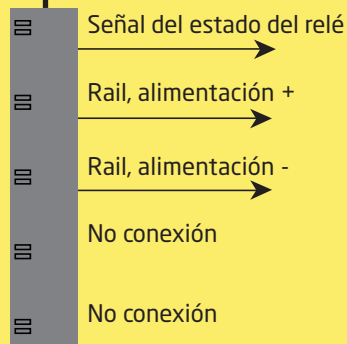 Señal del estado del relé
Rail, alimentación +
Rail, alimentación -
No conexión
No conexión